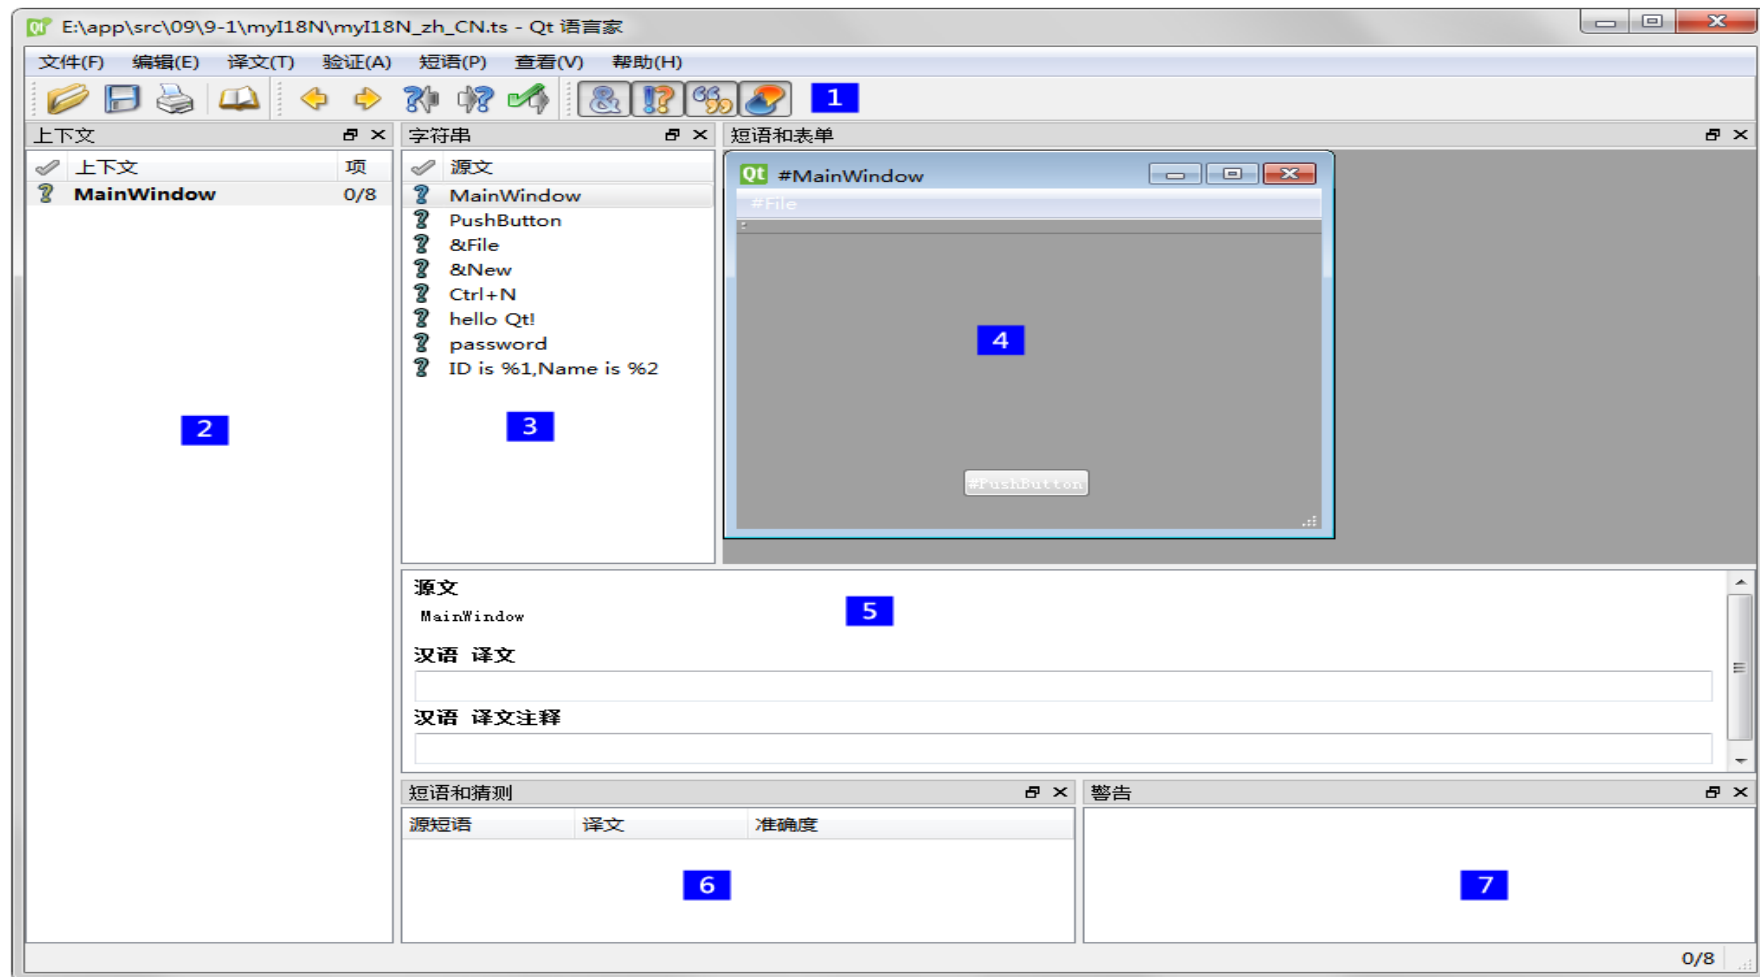 E:\app\src\09\9-1\myI18N\myI18N_zh_CN.ts - Qt 语言家
文件(F) 编辑(E) 译文(T) 验证(A) 短语(P) 查看(V) 帮助(H)
1
上下文
上下文 项
MainWindow 0/8
2
字符串
源文
MainWindow
PushButton
&File
&New
Ctrl+N
hello Qt!
password
ID is %1,Name is %2
3
短语和表单
#MainWindow
#File
4
#PushButton
源文
5
MainWindow
汉语 译文
汉语 译文注释
短语和猜测
源短语 译文 准确度
6
警告
7
0/8